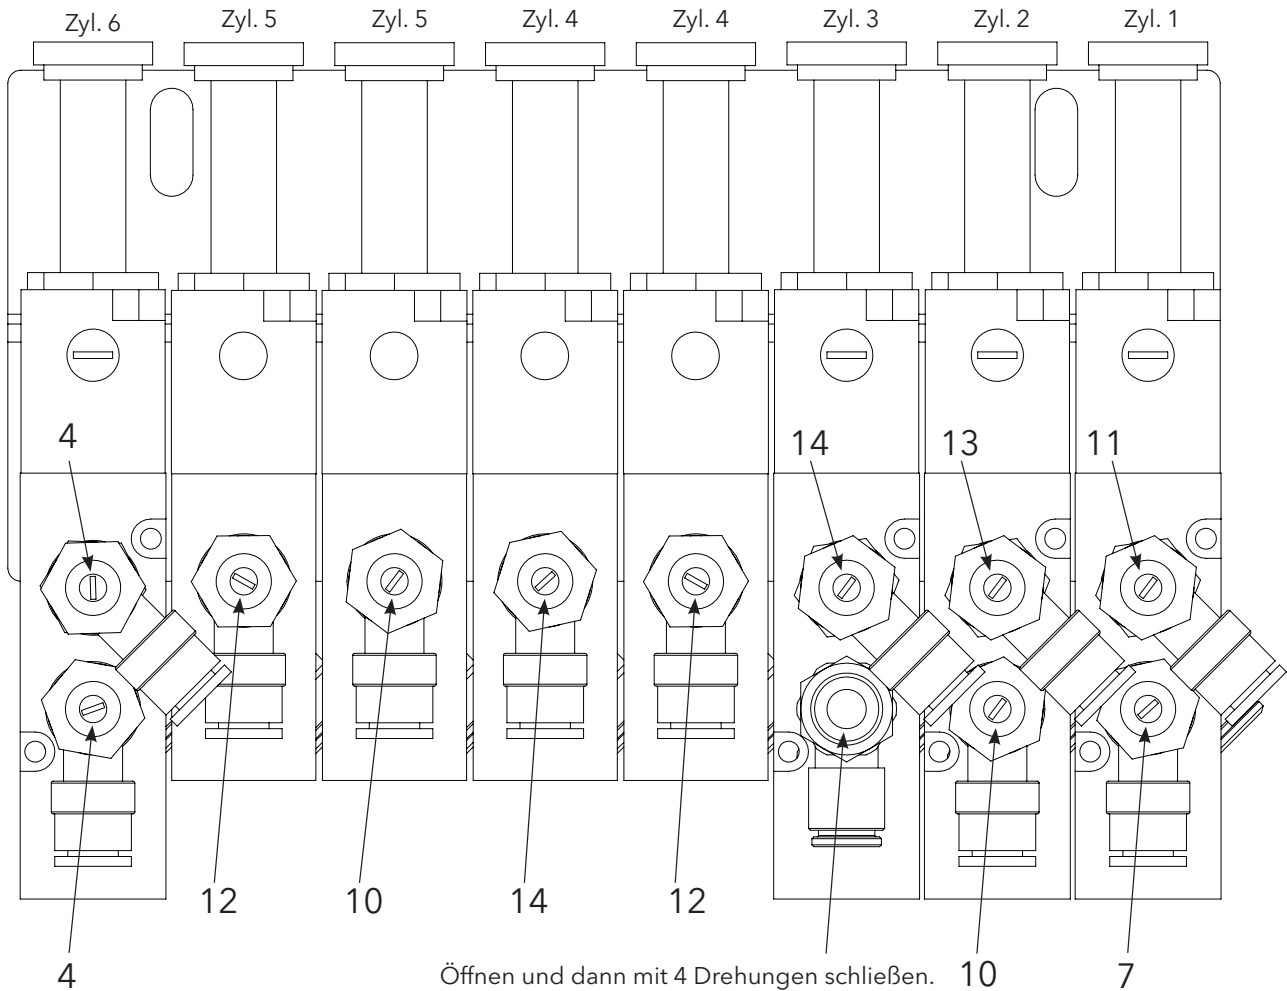 Zyl. 6 Zyl. 5 Zyl. 5 Zyl. 4 Zyl. 4 Zyl. 3 Zyl. 2 Zyl. 1
4 14 13 11
12 10 14 12
4 Öffnen und dann mit 4 Drehungen schließen. 10 7